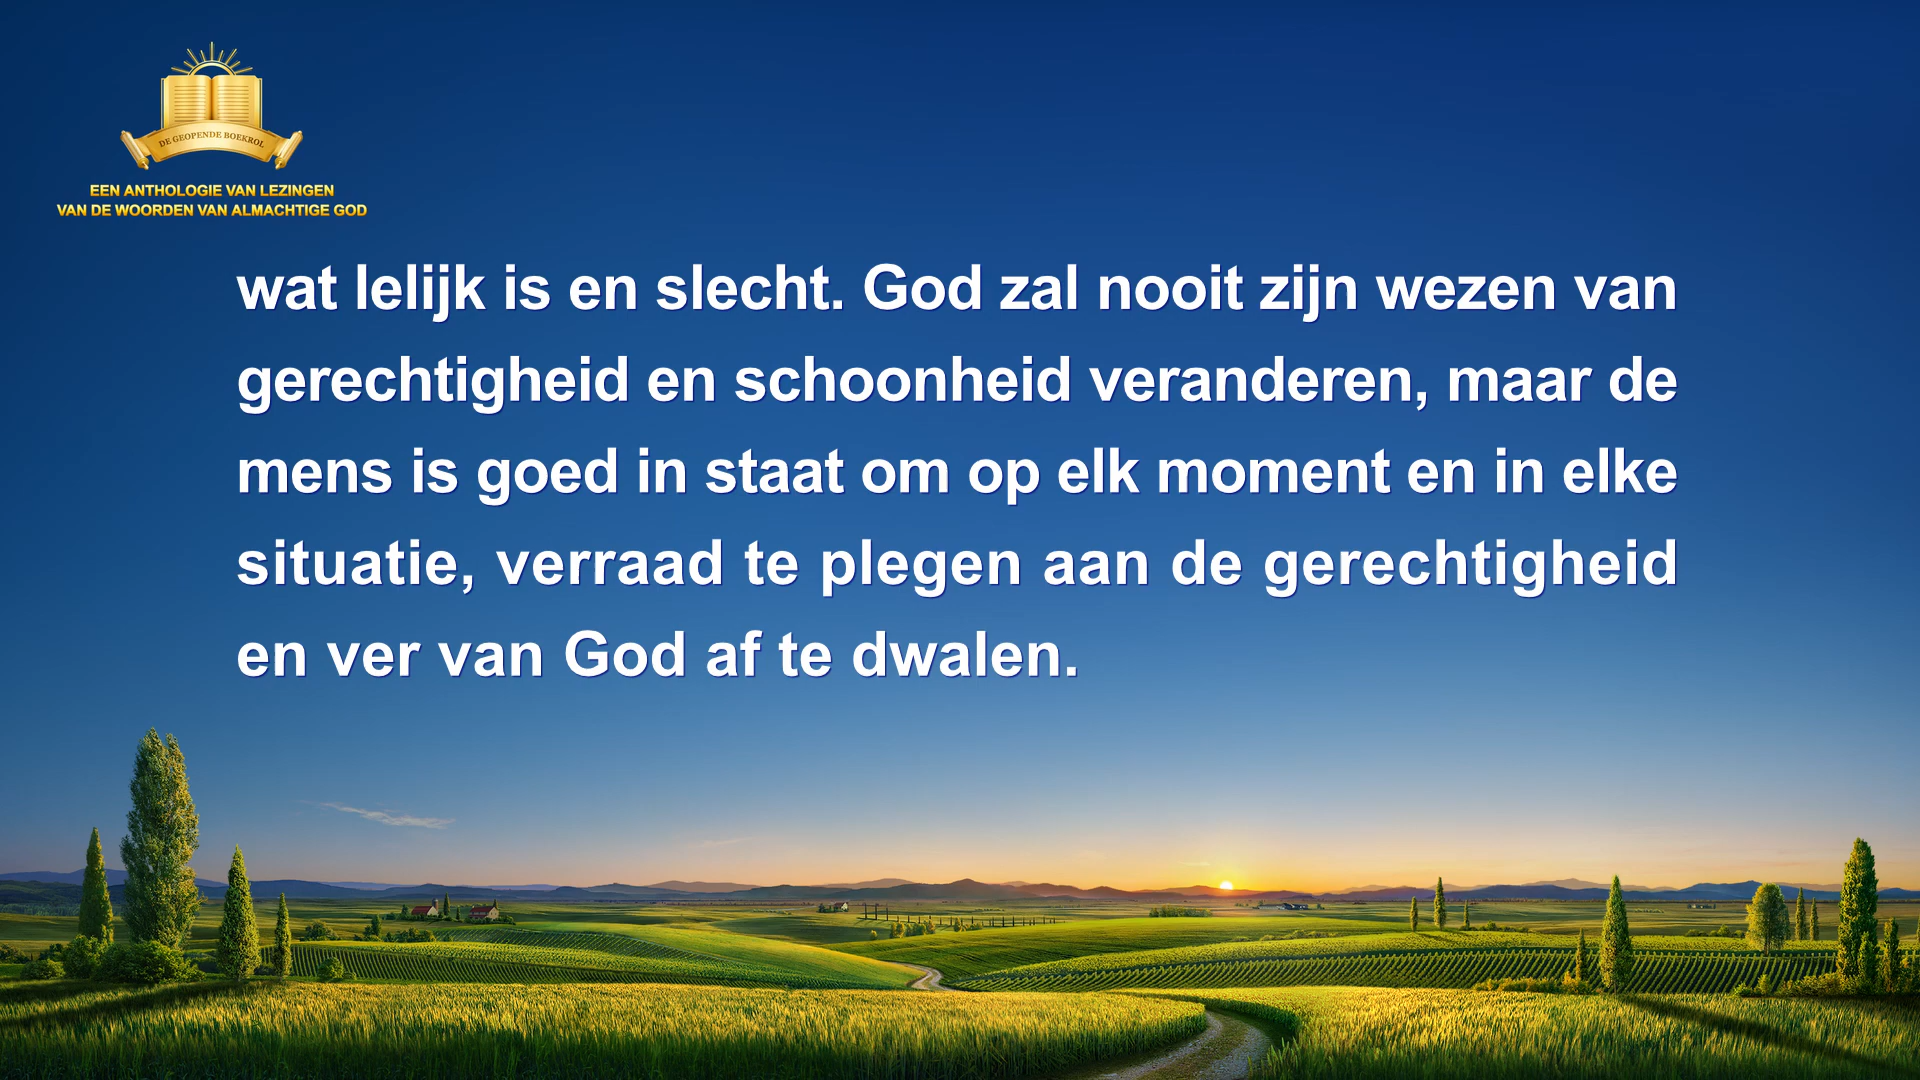 DE GEOPENDE BOEKROL
EEN ANTHOLOGIE VAN LEZINGEN
VAN DE WOORDEN VAN ALMACHTIGE GOD
wat lelijk is en slecht. God zal nooit zijn wezen van
gerechtigheid en schoonheid veranderen, maar de
mens is goed in staat om op elk moment en in elke
situatie, verraad te plegen aan de gerechtigheid
en ver van God af te dwalen.